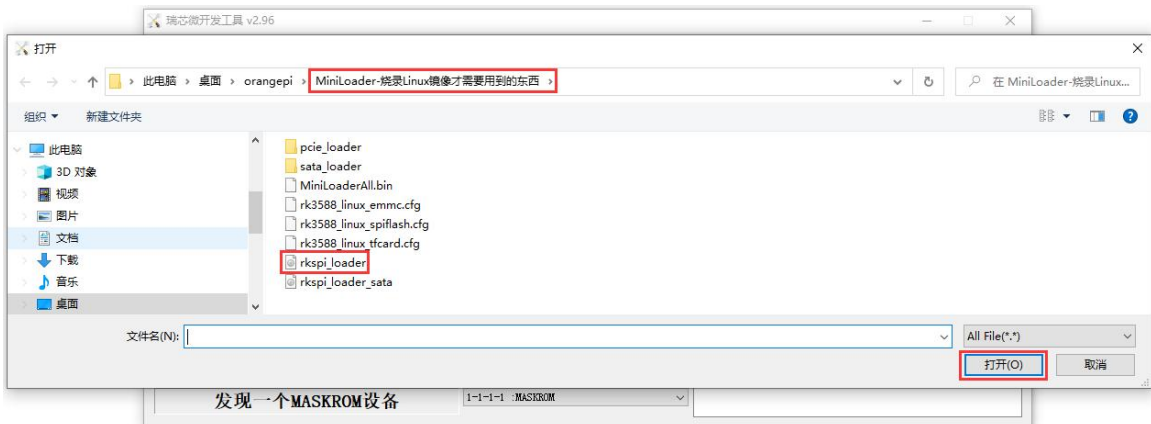 瑞芯微开发工具 v2.96
打开
此电脑 › 桌面 › orangepi › MiniLoader-烧录Linux镜像才需要用到的东西 ›
在 MiniLoader-烧录Linux...
组织 新建文件夹
此电脑
3D 对象
视频
图片
文档
下载
音乐
桌面
pcie_loader
sata_loader
MiniLoaderAll.bin
rk3588_linux_emmc.cfg
rk3588_linux_spiflash.cfg
rk3588_linux_tfcard.cfg
rkspi_loader
rkspi_loader_sata
文件名(N):
All File(*.*)
打开(O) 取消
发现一个MASKROM设备
1-1-1-1 :MASKROM